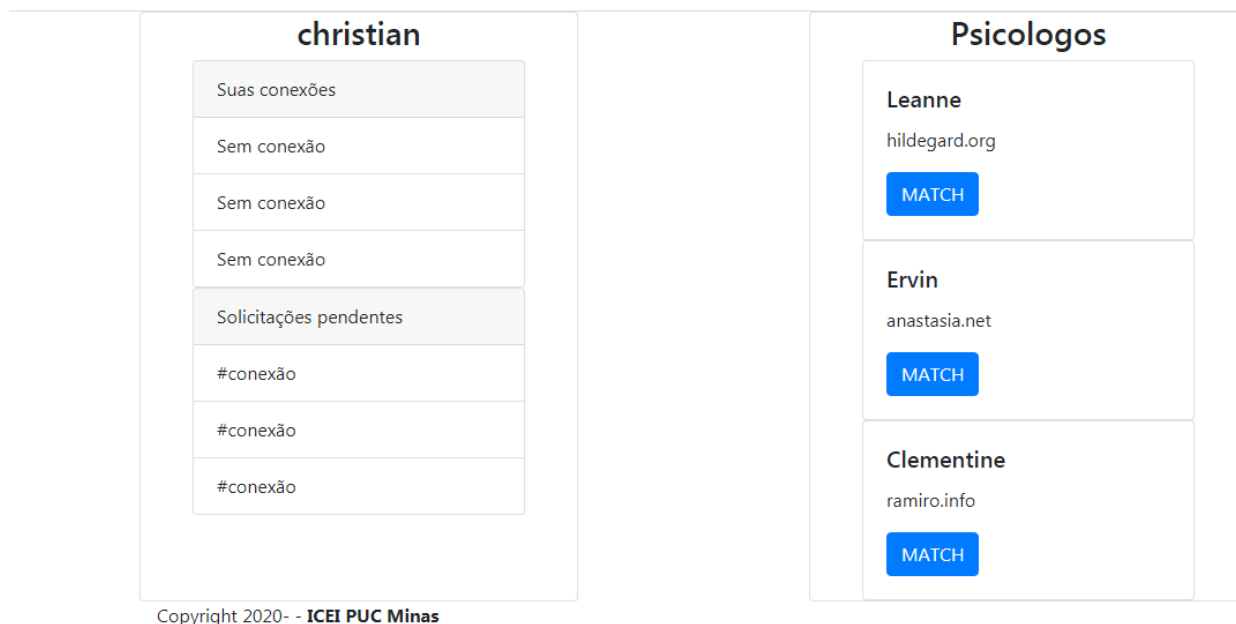 christian
Suas conexões
Sem conexão
Sem conexão
Sem conexão
Solicitações pendentes
#conexão
#conexão
#conexão
Psicologos
Leanne
hildegard.org
MATCH
Ervin
anastasia.net
MATCH
Clementine
ramiro.info
MATCH
Copyright 2020- - ICEI PUC Minas